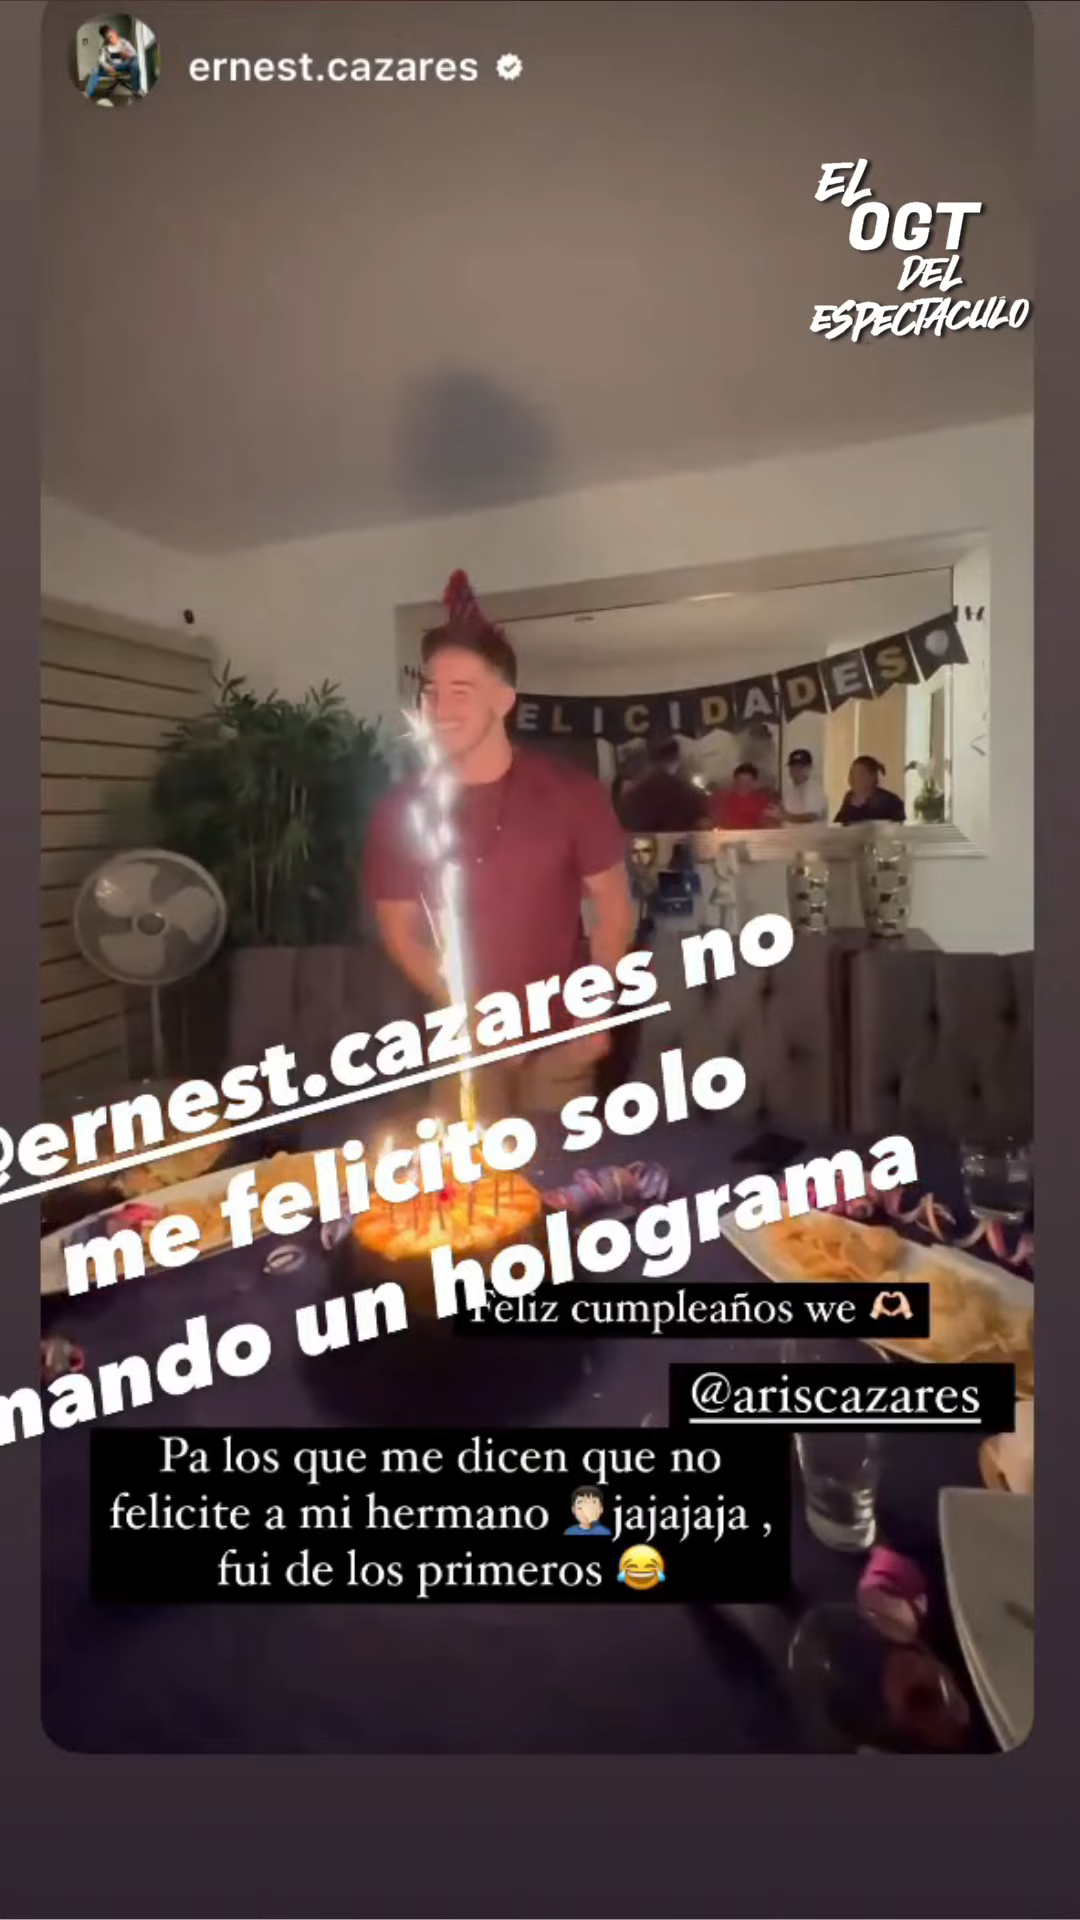 ernest.cazares
EL
OGT
DEL
ESPECTACULO
ELICIDADES
@ernest.cazares no
me felicito solo
mando un holograma
Feliz cumpleaños we 🫶🏻
@ariscazares
Pa los que me dicen que no
felicite a mi hermano 🤦🏻‍♂️jajajaja ,
fui de los primeros 😂